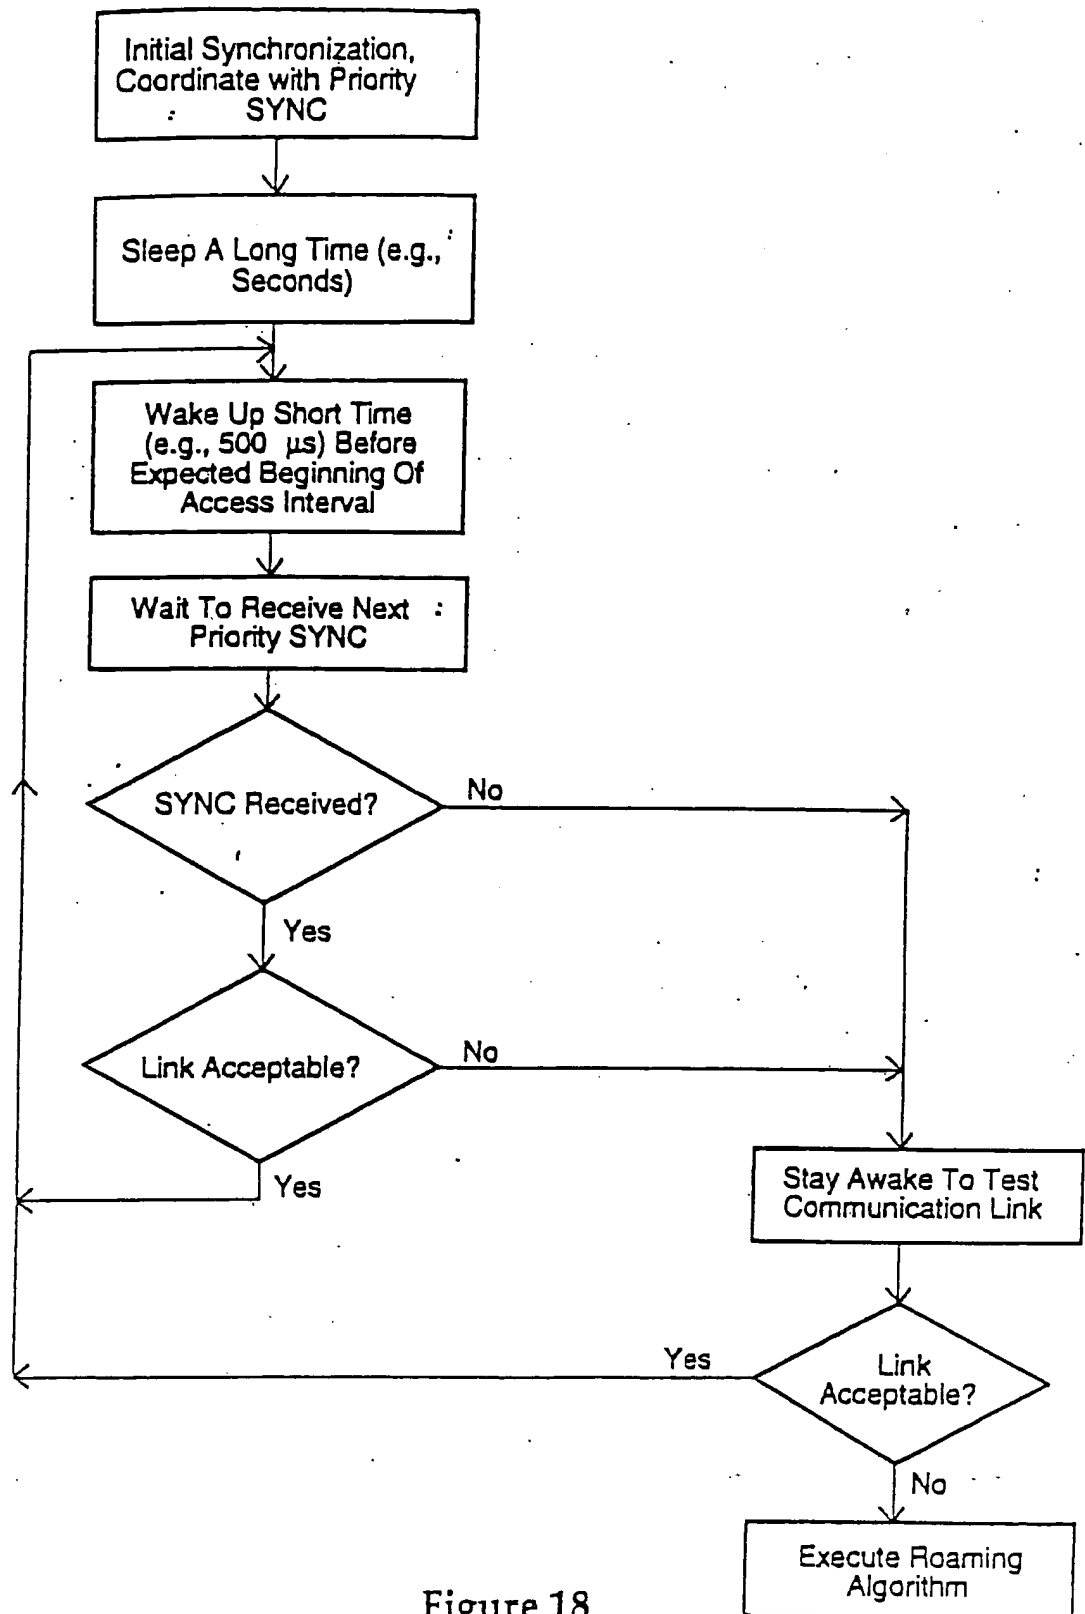 Initial Synchronization,
Coordinate with Priority
SYNC
Sleep A Long Time (e.g.,
Seconds)
Wake Up Short Time
(e.g., 500 µs) Before
Expected Beginning Of
Access Interval
Wait To Receive Next
Priority SYNC
SYNC Received?
No
Yes
Link Acceptable?
No
Yes
Stay Awake To Test
Communication Link
Link
Acceptable?
Yes
No
Execute Roaming
Algorithm
Figure 18